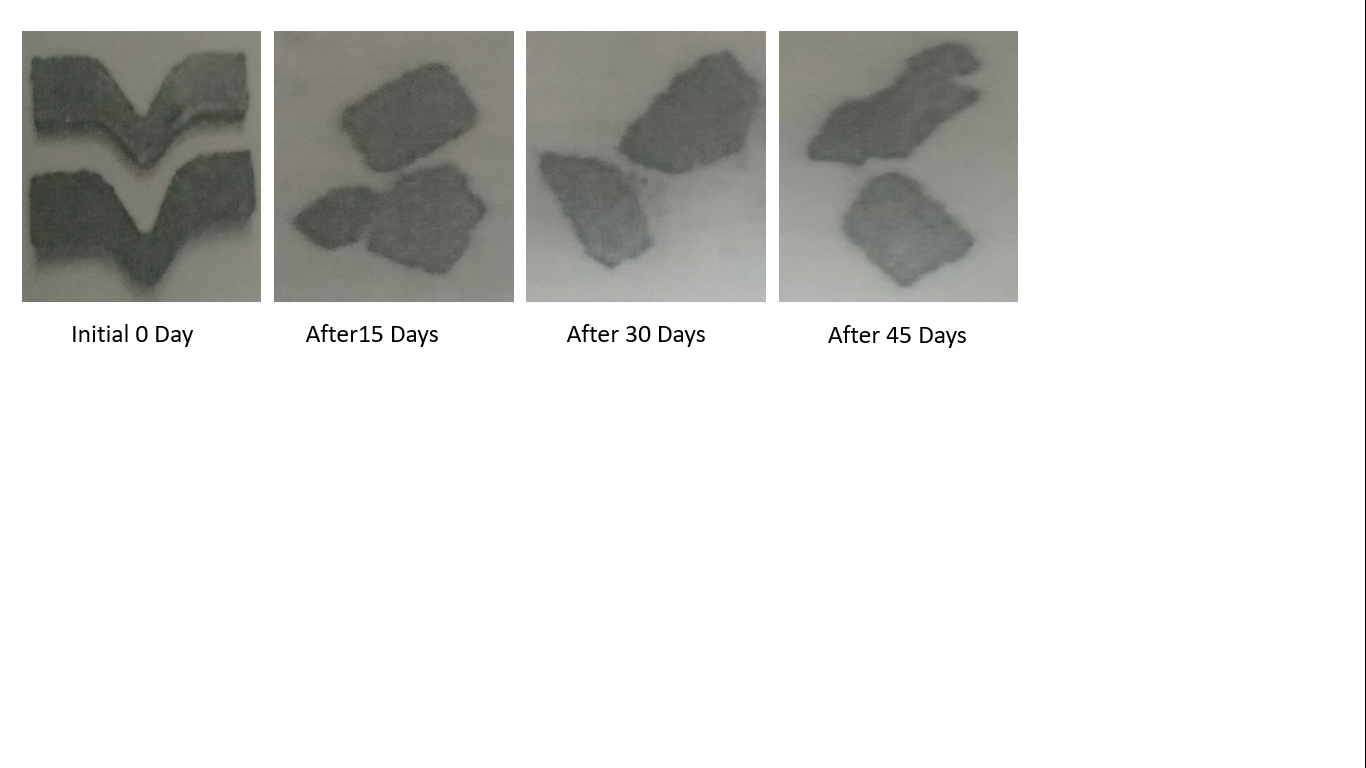 Initial 0 Day
After15 Days
After 30 Days
After 45 Days